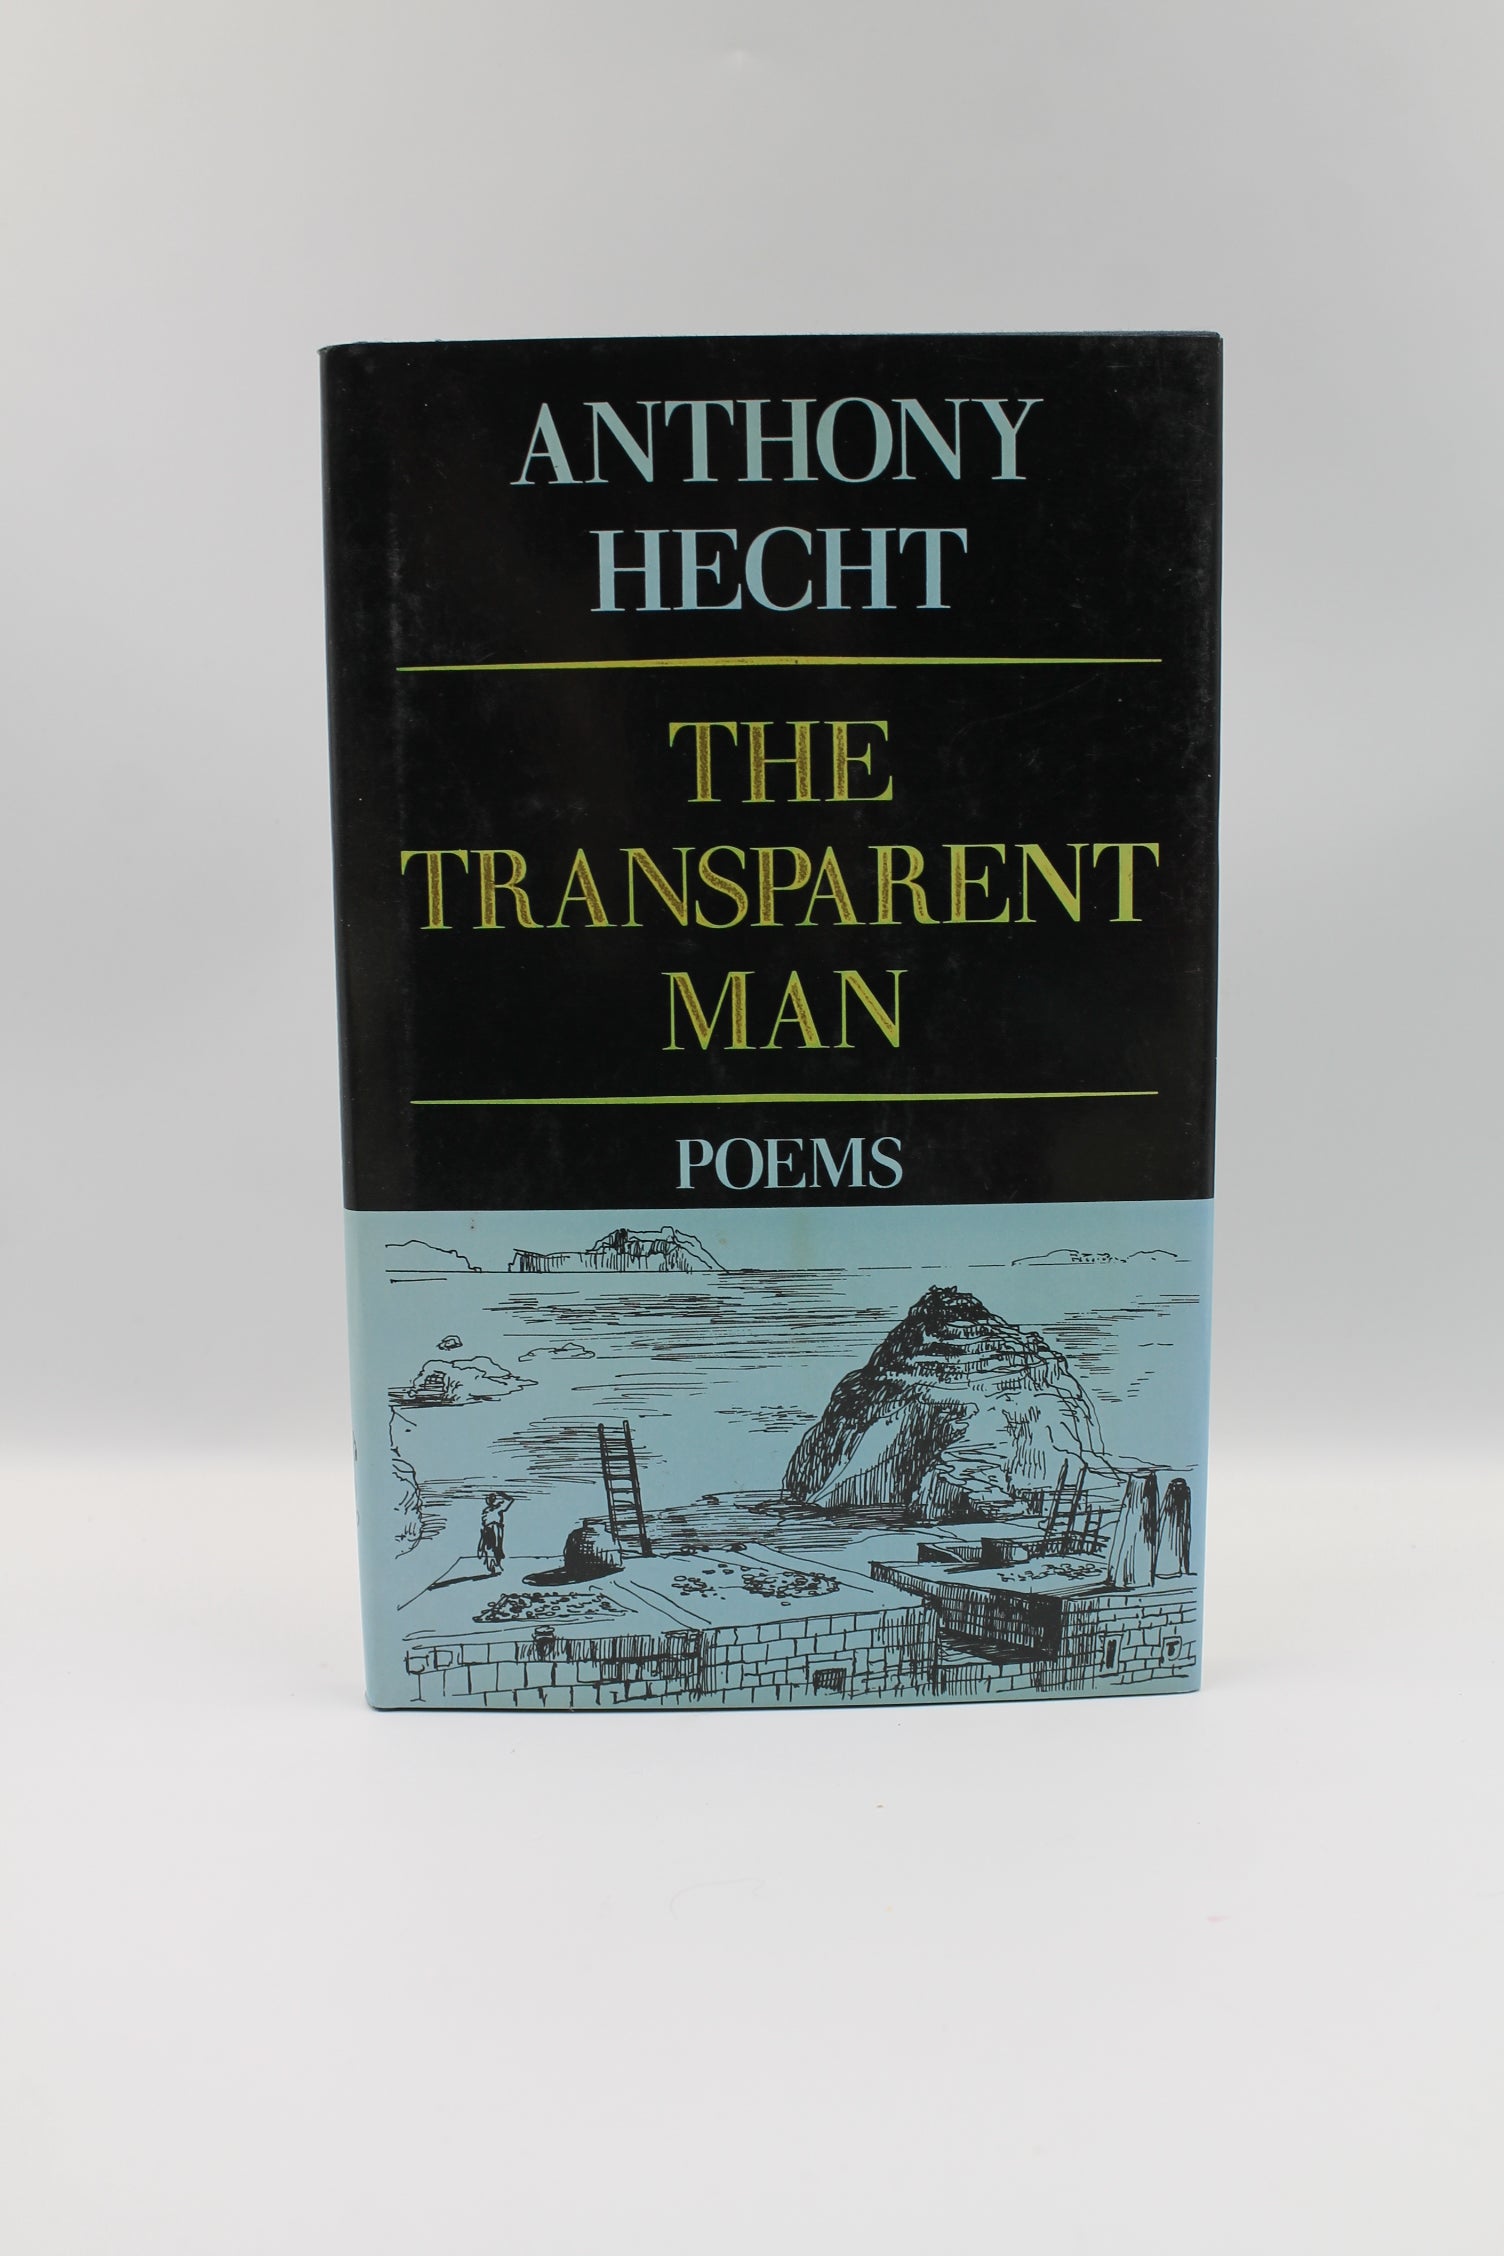 ANTHONY
HECHT
THE
TRANSPARENT
MAN
POEMS